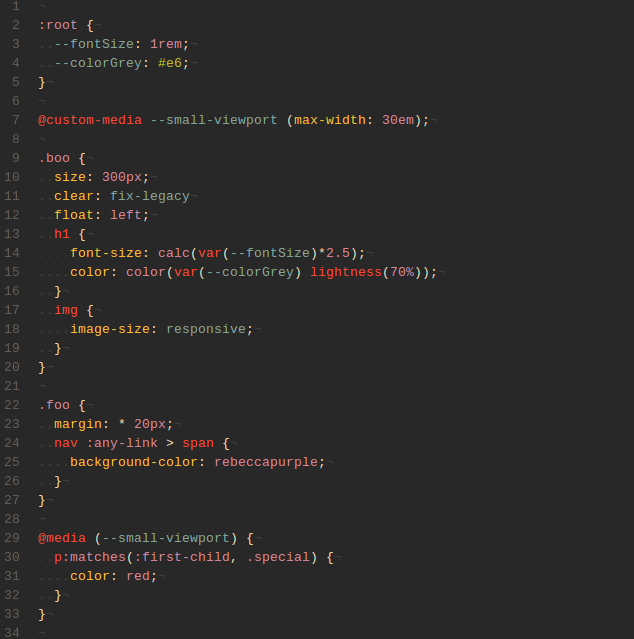 1 ¬
2 :root {¬
3 ..--fontSize: 1rem;¬
4 ..--colorGrey: #e6;¬
5 }¬
6 ¬
7 @custom-media --small-viewport (max-width: 30em);¬
8 ¬
9 .boo {¬
10 ..size: 300px;¬
11 ..clear: fix-legacy¬
12 ..float: left;¬
13 ..h1 {¬
14 ....font-size: calc(var(--fontSize)*2.5);¬
15 ....color: color(var(--colorGrey) lightness(70%));¬
16 ..}¬
17 ..img {¬
18 ....image-size: responsive;¬
19 ..}¬
20 }¬
21 ¬
22 .foo {¬
23 ..margin: * 20px;¬
24 ..nav :any-link > span {¬
25 ....background-color: rebeccapurple;¬
26 ..}¬
27 }¬
28 ¬
29 @media (--small-viewport) {¬
30 ..p:matches(:first-child, .special) {¬
31 ....color: red;¬
32 ..}¬
33 }¬
34 ¬